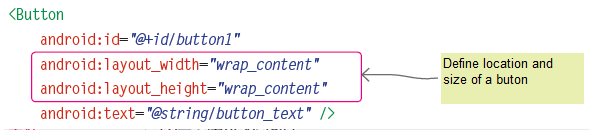 <Button
android:id="@+id/button1"
android:layout_width="wrap_content"
android:layout_height="wrap_content"
android:text="@string/button_text" />
Define location and
size of a buton